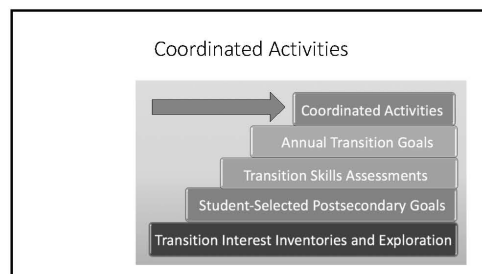 Coordinated Activities
Coordinated Activities
Annual Transition Goals
Transition Skills Assessments
Student-Selected Postsecondary Goals
Transition Interest Inventories and Exploration